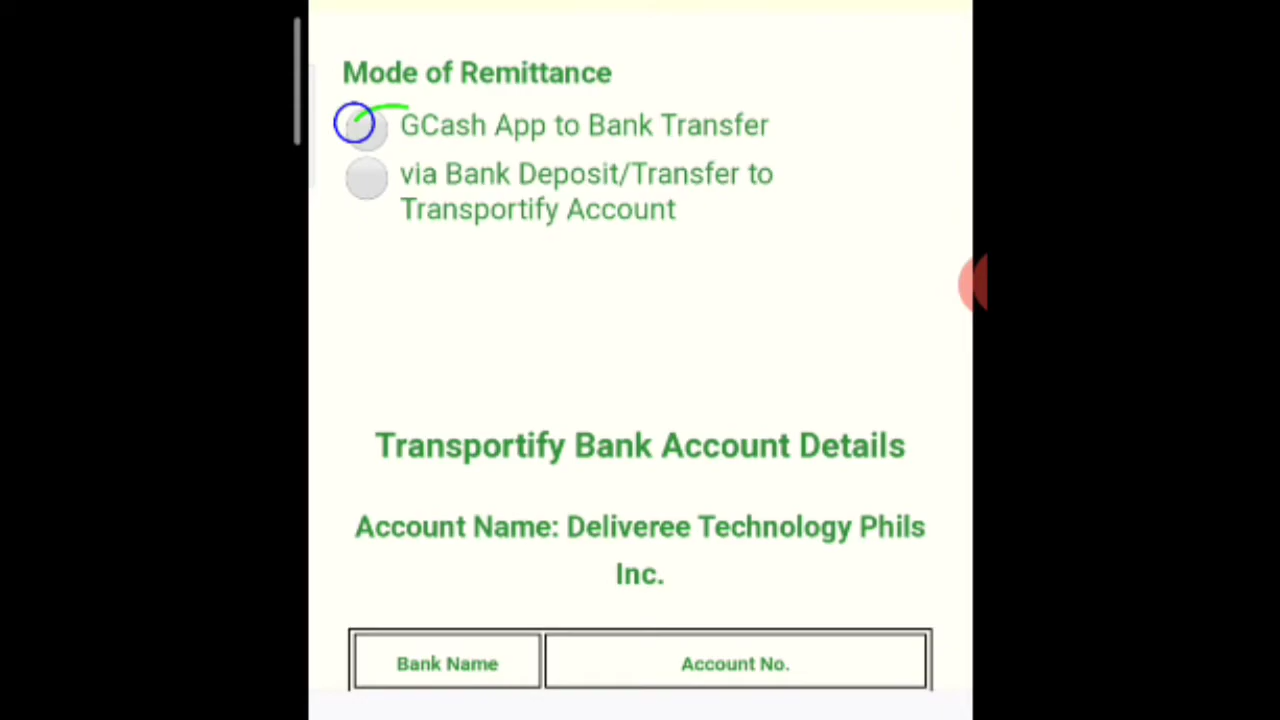 Mode of Remittance
GCash App to Bank Transfer
via Bank Deposit/Transfer to
Transportify Account
Transportify Bank Account Details
Account Name: Deliveree Technology Phils
Inc.
Bank Name
Account No.